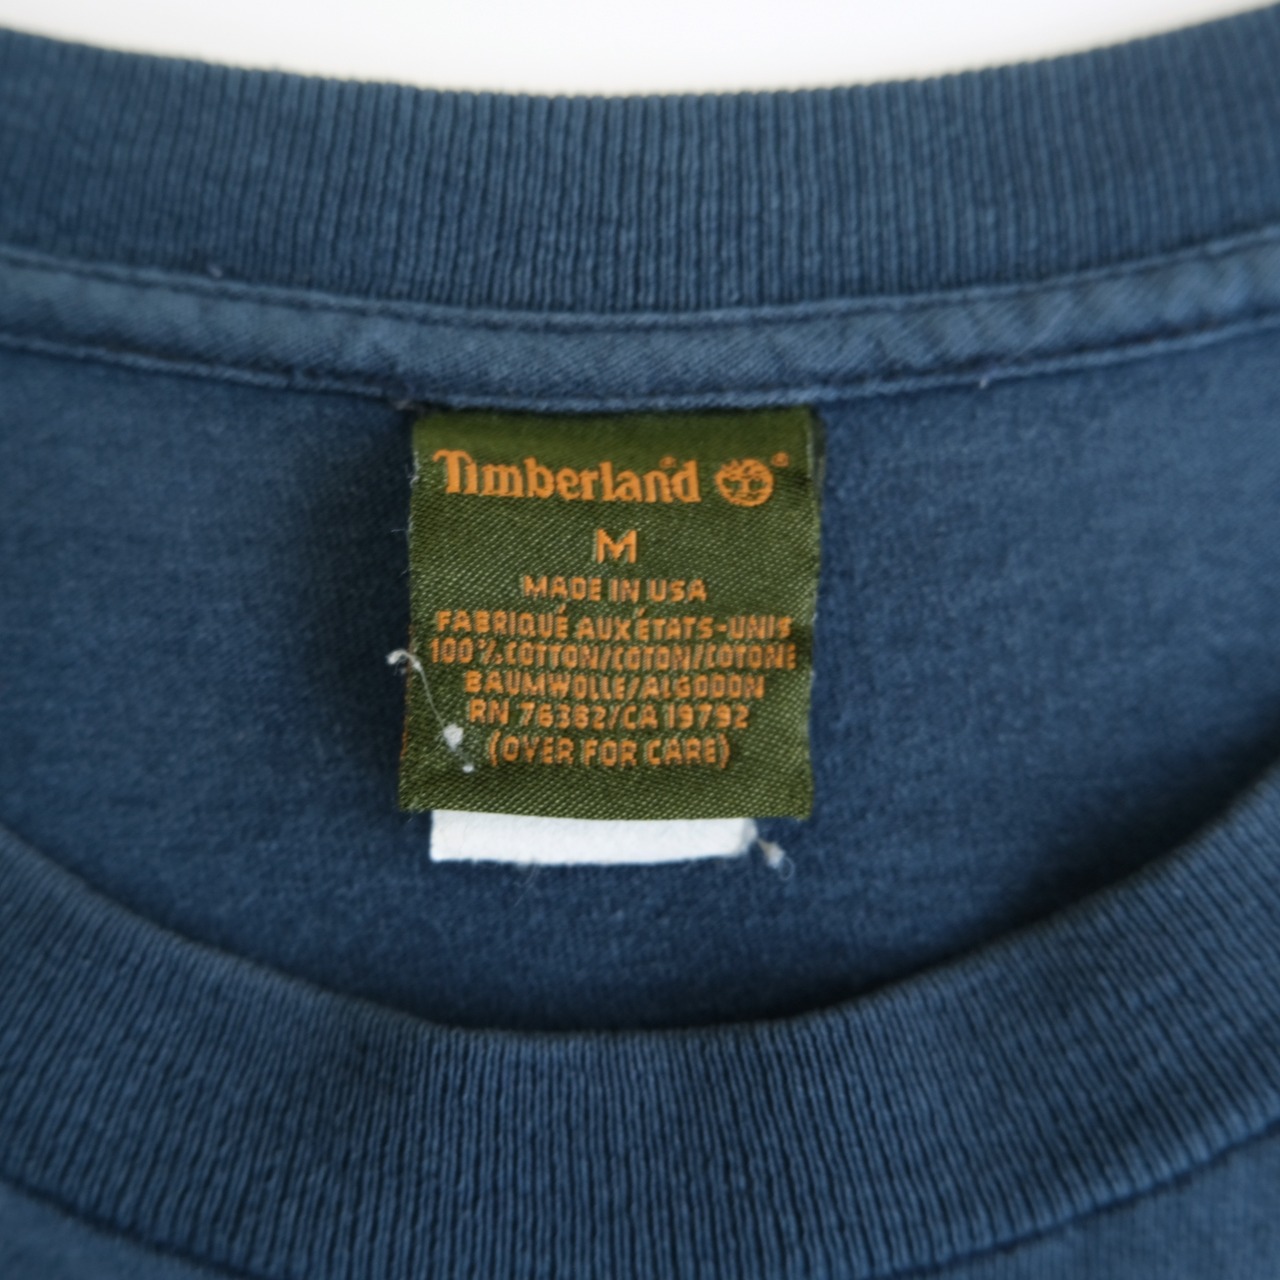 Timberland
M
MADE IN USA
FABRIQUÉ AUX ÉTATS-UNIS
100% COTTON/COTON/COTONE
BAUMWOLLE/ALGODON
RN 76382/CA 19792
(OVER FOR CARE)